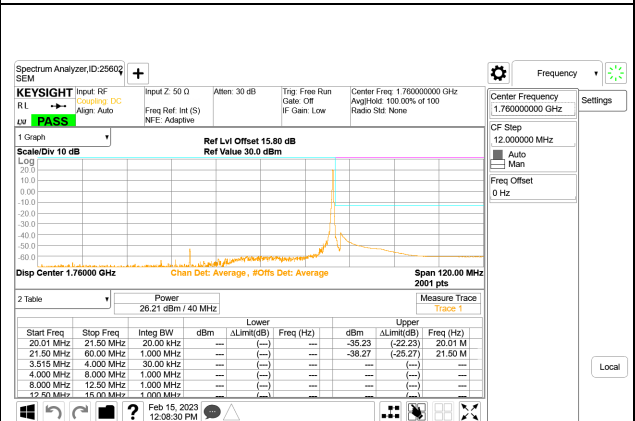 Spectrum Analyzer,ID:25602
SEM
+
Frequency
KEYSIGHT
RL
PASS
Input: RF
Coupling: DC
Align: Auto
Input Z: 50 Ω
Freq Ref: Int (S)
NFE: Adaptive
Atten: 30 dB
Trig: Free Run
Gate: Off
IF Gain: Low
Center Freq: 1.760000000 GHz
Avg|Hold: 100.00% of 100
Radio Std: None
Center Frequency
1.760000000 GHz
Settings
CF Step
12.000000 MHz
Auto
Man
Freq Offset
0 Hz
1 Graph
Ref Lvl Offset 15.80 dB
Scale/Div 10 dB
Ref Value 30.0 dBm
Log
20.0
10.0
0.00
-10.0
-20.0
-30.0
-40.0
-50.0
-60.0
Disp Center 1.76000 GHz
Chan Det: Average , #Offs Det: Average
Span 120.00 MHz
2001 pts
2 Table
Power
26.21 dBm / 40 MHz
Measure Trace
Trace 1
Lower Upper
Start Freq Stop Freq Integ BW dBm ΔLimit(dB) Freq (Hz) dBm ΔLimit(dB) Freq (Hz)
20.01 MHz 21.50 MHz 20.00 kHz --- (---) --- -35.23 (-22.23) 20.01 M
21.50 MHz 60.00 MHz 1.000 MHz --- (---) --- -38.27 (-25.27) 21.50 M
3.515 MHz 4.000 MHz 30.00 kHz --- (---) --- --- (---) ---
4.000 MHz 8.000 MHz 1.000 MHz --- (---) --- --- (---) ---
8.000 MHz 12.50 MHz 1.000 MHz --- (---) --- --- (---) ---
12.50 MHz 15.00 MHz 1.000 MHz --- (---) --- --- (---) ---
Local
?
Feb 15, 2023
12:08:30 PM